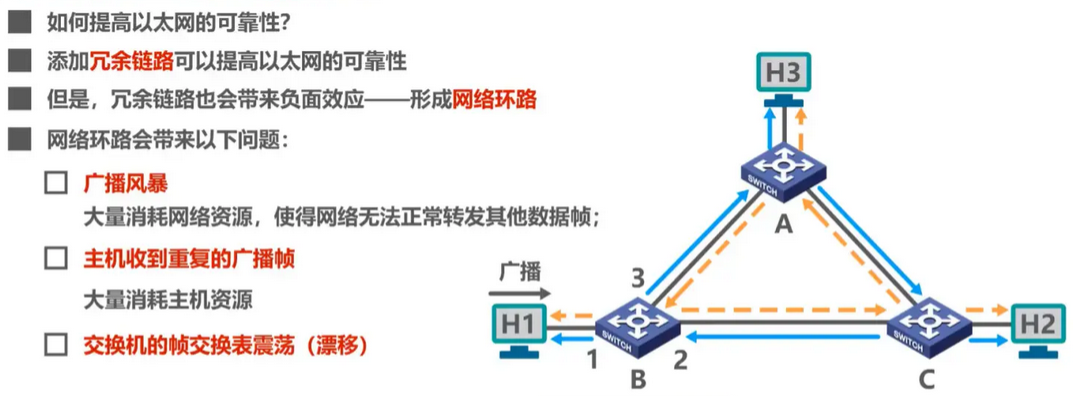 如何提高以太网的可靠性?
添加冗余链路可以提高以太网的可靠性
但是，冗余链路也会带来负面效应——形成网络环路
网络环路会带来以下问题：
广播风暴
大量消耗网络资源，使得网络无法正常转发其他数据帧；
主机收到重复的广播帧
大量消耗主机资源
交换机的帧交换表震荡（漂移）
H3
SWITCH
A
广播
3
H1
SWITCH
SWITCH
H2
1
2
B
C